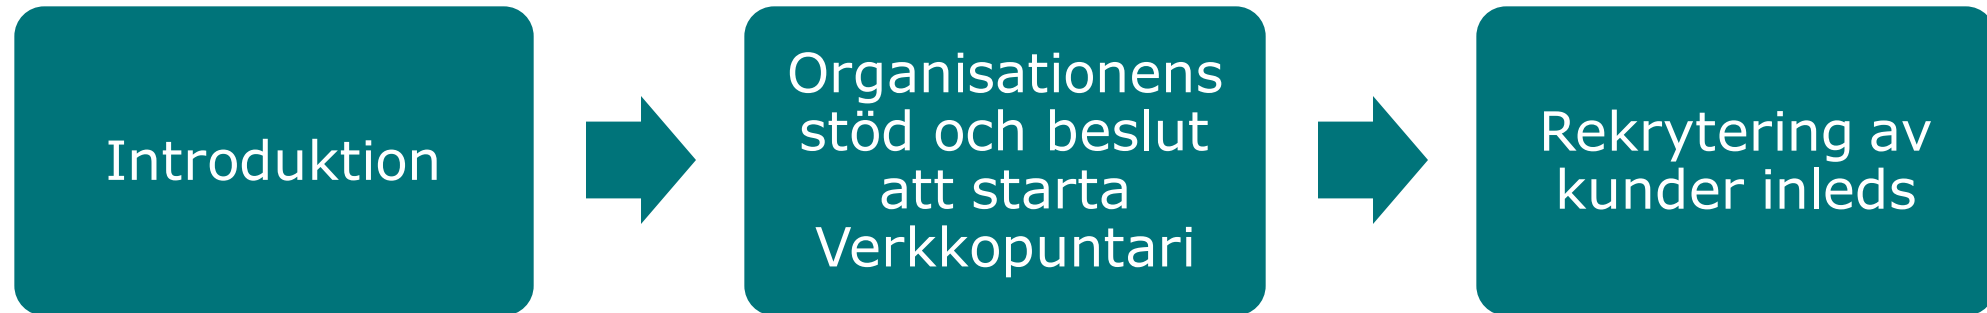 Introduktion
Organisationens
stöd och beslut
att starta
Verkkopuntari
Rekrytering av
kunder inleds